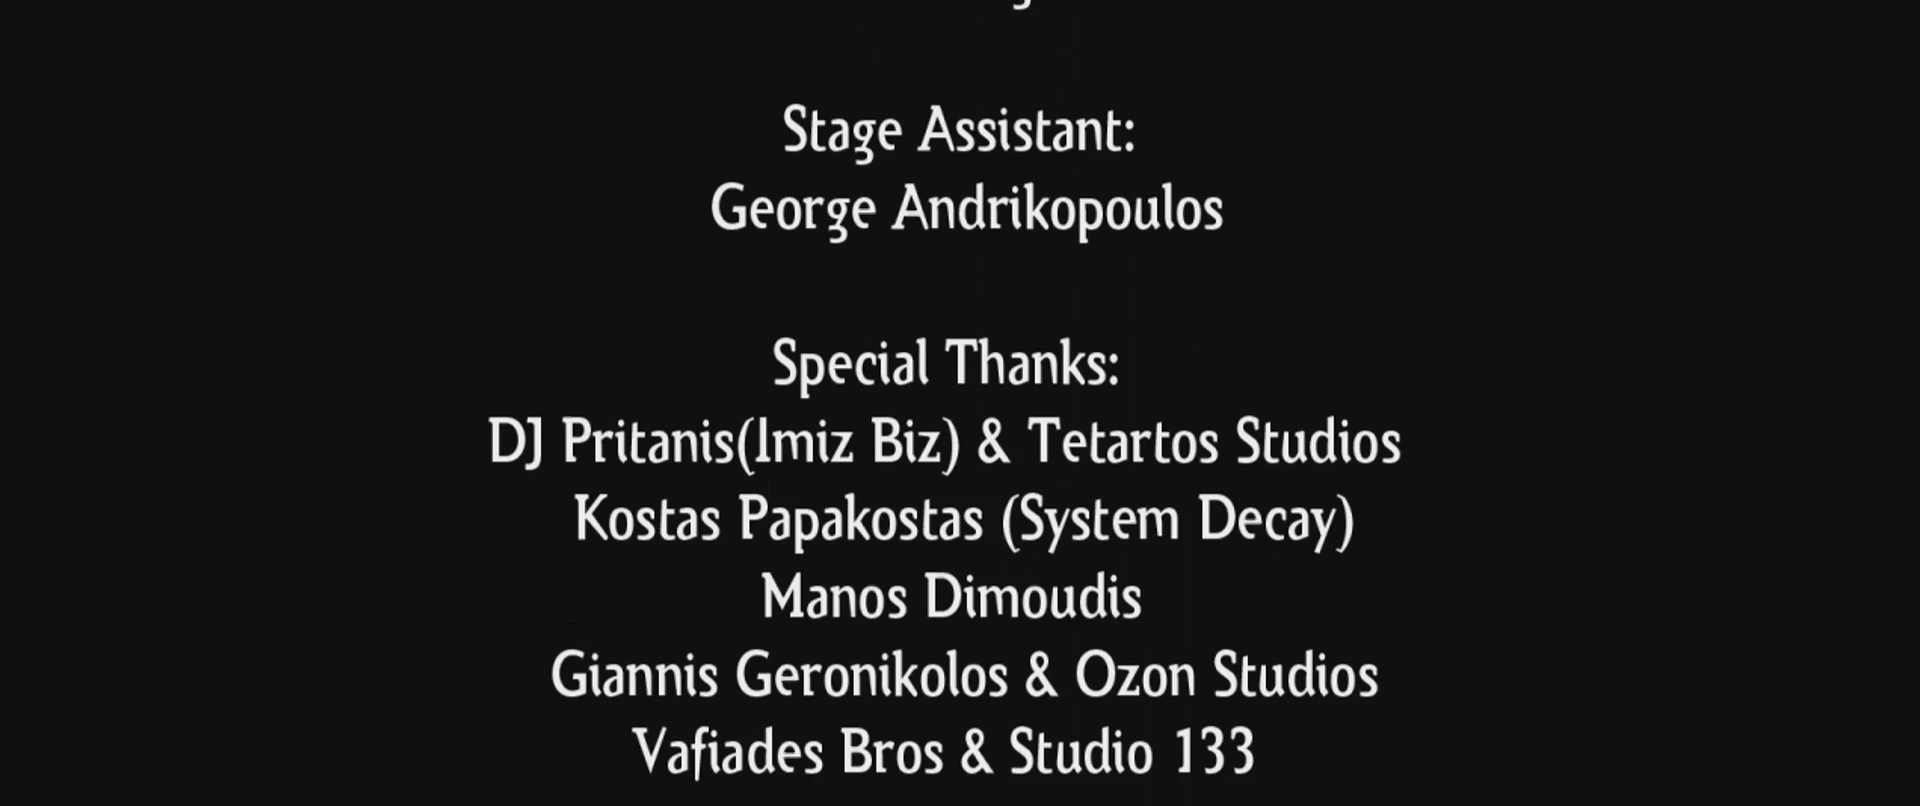 Stage Assistant:
George Andrikopoulos
Special Thanks:
DJ Pritanis(Imiz Biz) & Tetartos Studios
Kostas Papakostas (System Decay)
Manos Dimoudis
Giannis Geronikolos & Ozon Studios
Vafiades Bros & Studio 133